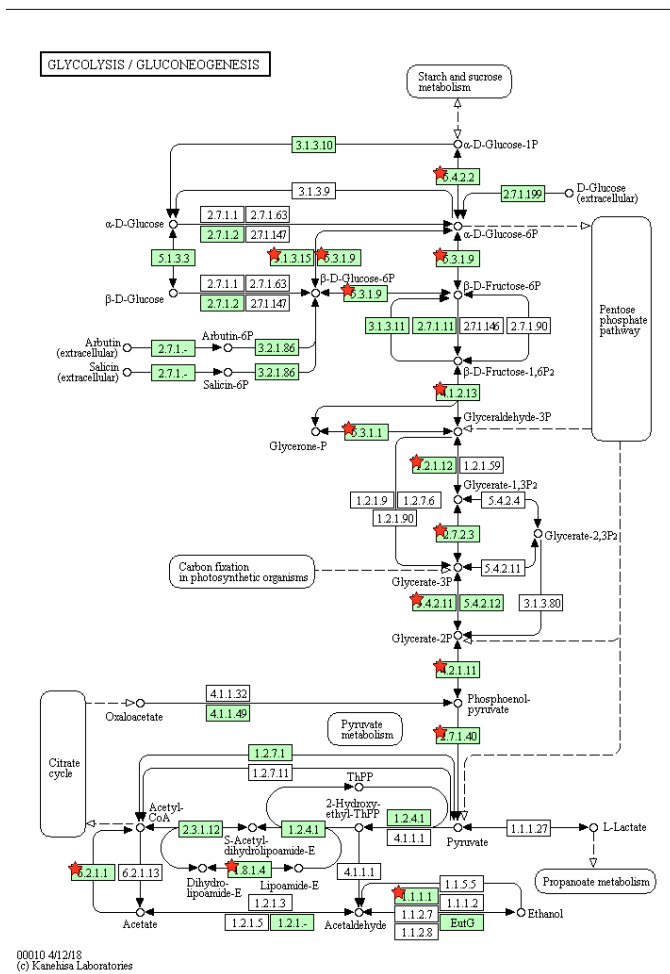 GLYCOLYSIS / GLUCONEOGENESIS
Starch and sucrose
metabolism
3.1.3.10
α-D-Glucose-1P
5.4.2.2
3.1.3.9
2.7.1.199
D-Glucose
(extracellular)
2.7.1.1 2.7.1.63
α-D-Glucose
2.7.1.2 2.7.1.147
α-D-Glucose-6P
5.1.3.3
5.1.3.15 5.3.1.9
5.3.1.9
β-D-Glucose-6P
β-D-Fructose-6P
2.7.1.1 2.7.1.63
β-D-Glucose
2.7.1.2 2.7.1.147
5.3.1.9
Pentose
phosphate
pathway
3.1.3.11 2.7.1.11 2.7.1.146 2.7.1.90
Arbutin
(extracellular)
2.7.1.-
Arbutin-6P
3.2.1.86
Salicin
(extracellular)
2.7.1.-
Salicin-6P
3.2.1.86
β-D-Fructose-1,6P2
4.1.2.13
Glyceraldehyde-3P
Glycerone-P
5.3.1.1
1.2.1.12 1.2.1.59
Glycerate-1,3P2
1.2.1.9 1.2.7.6
1.2.1.90
5.4.2.4
2.7.2.3
Glycerate-2,3P2
Carbon fixation
in photosynthetic organisms
5.4.2.11
Glycerate-3P
5.4.2.11 5.4.2.12
3.1.3.80
Glycerate-2P
4.2.1.11
4.1.1.32
Oxaloacetate
4.1.1.49
Phosphoenol-
pyruvate
Pyruvate
metabolism
2.7.1.40
Citrate
cycle
1.2.7.1
1.2.7.11
ThPP
Acetyl-
CoA
2-Hydroxy-
ethyl-ThPP
2.3.1.12
1.2.4.1
1.2.4.1
4.1.1.1
S-Acetyl-
dihydrolipoamide-E
Pyruvate
1.1.1.27
L-Lactate
6.2.1.1
6.2.1.13
1.8.1.4
Dihydro-
lipoamide-E
Lipoamide-E
4.1.1.1
Propanoate metabolism
1.1.1.1
1.1.5.5
1.1.1.2
1.2.1.3
Acetate
1.2.1.5 1.2.1.-
Acetaldehyde
1.1.2.7
1.1.2.8
EutG
Ethanol
00010 4/12/18
(c) Kanehisa Laboratories